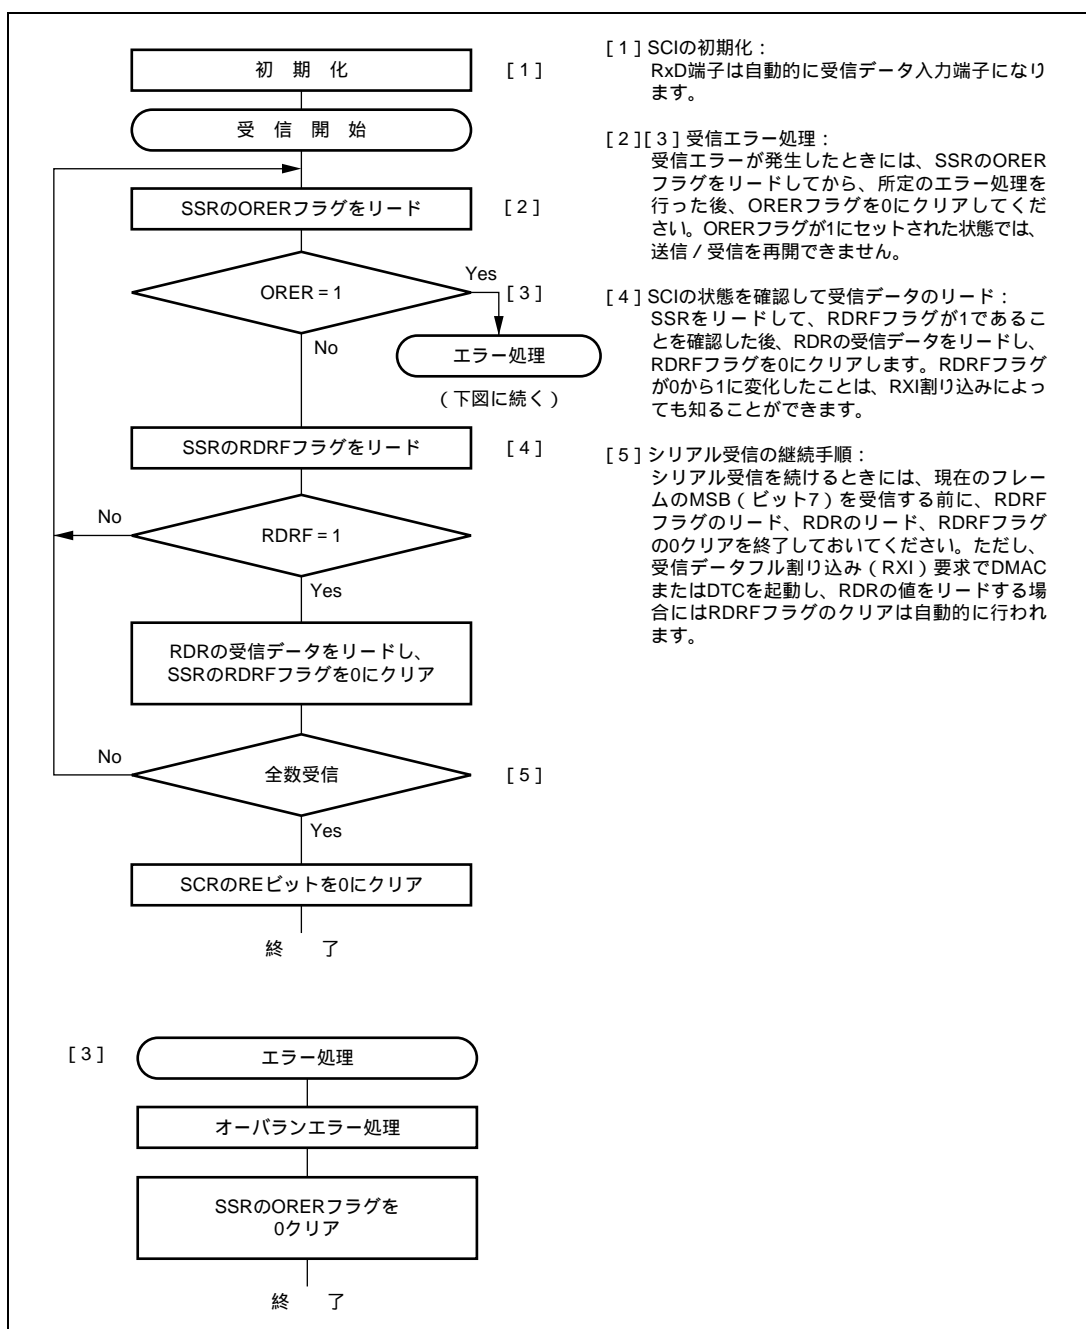 初 期 化 [1]
受 信 開 始
SSRのORERフラグをリード [2]
ORER = 1
Yes
[3]
No
エラー処理
(下図に続く)
SSRのRDRFフラグをリード [4]
No
RDRF = 1
Yes
RDRの受信データをリードし、
SSRのRDRFフラグを0にクリア
No
全数受信 [5]
Yes
SCRのREビットを0にクリア
終 了
[3]
エラー処理
オーバランエラー処理
SSRのORERフラグを
0クリア
終 了
[1] SCIの初期化：
RxD端子は自動的に受信データ入力端子になり
ます。
[2][3] 受信エラー処理：
受信エラーが発生したときには、SSRのORER
フラグをリードしてから、所定のエラー処理を
行った後、ORERフラグを0にクリアしてくだ
さい。ORERフラグが1にセットされた状態では、
送信／受信を再開できません。
[4] SCIの状態を確認して受信データのリード：
SSRをリードして、RDRFフラグが1であるこ
とを確認した後、RDRの受信データをリードし、
RDRFフラグを0にクリアします。RDRFフラグ
が0から1に変化したことは、RXI割り込みによっ
ても知ることができます。
[5] シリアル受信の継続手順：
シリアル受信を続けるときには、現在のフレー
ムのMSB（ビット7）を受信する前に、RDRF
フラグのリード、RDRのリード、RDRFフラグ
の0クリアを終了しておいてください。ただし、
受信データフル割り込み（RXI）要求でDMAC
またはDTCを起動し、RDRの値をリードする場
合にはRDRFフラグのクリアは自動的に行われ
ます。